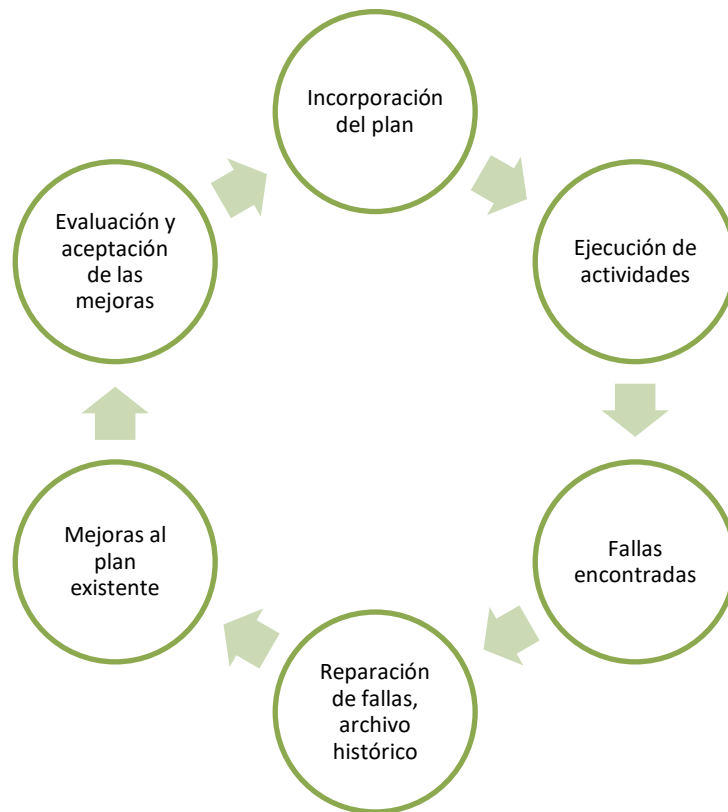 Incorporación
del plan
Ejecución de
actividades
Fallas
encontradas
Reparación
de fallas,
archivo
histórico
Mejoras al
plan
existente
Evaluación y
aceptación
de las
mejoras